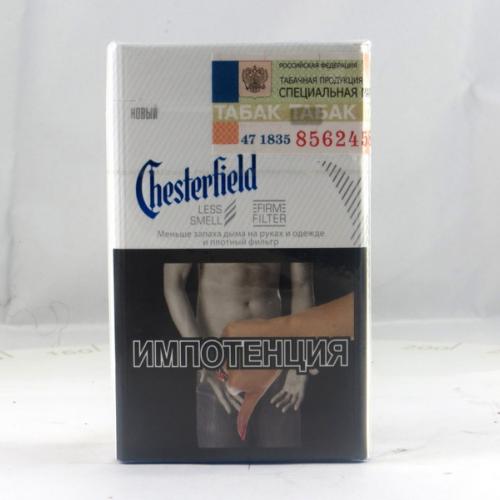 РОССИЙСКАЯ ФЕДЕРАЦИЯ
ТАБАЧНАЯ ПРОДУКЦИЯ
СПЕЦИАЛЬНАЯ
ТАБАК ТАБАК
НОВЫЙ
47 1835 856245
Chesterfield
LESS SMELL
FIRM FILTER
Меньше запаха дыма на руках и одежде
и плотный фильтр
ИМПОТЕНЦИЯ